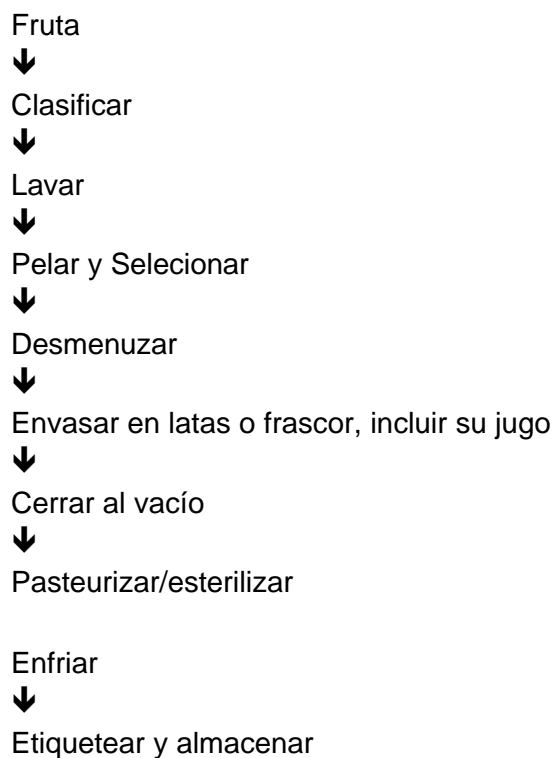 Fruta
🡻
Clasificar
🡻
Lavar
🡻
Pelar y Selecionar
🡻
Desmenuzar
🡻
Envasar en latas o frascor, incluir su jugo
🡻
Cerrar al vacío
🡻
Pasteurizar/esterilizar
Enfriar
🡻
Etiquetear y almacenar